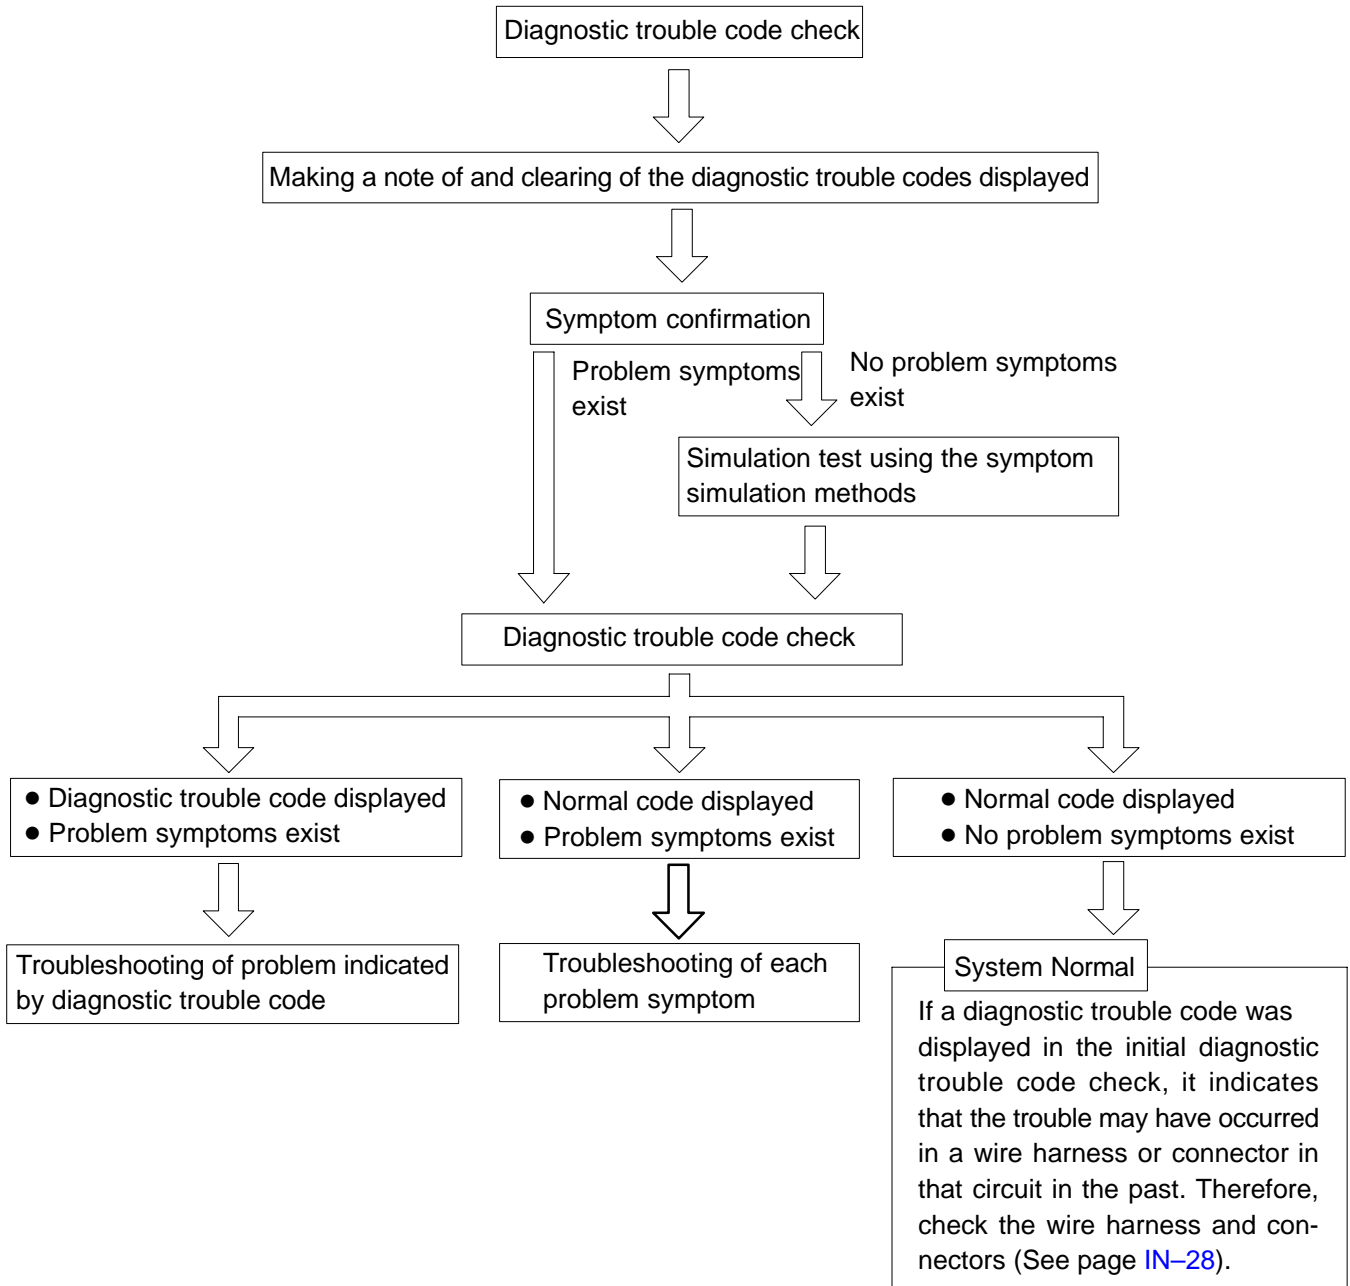 Diagnostic trouble code check
Making a note of and clearing of the diagnostic trouble codes displayed
Symptom confirmation
Problem symptoms
exist
No problem symptoms
exist
Simulation test using the symptom
simulation methods
Diagnostic trouble code check
● Diagnostic trouble code displayed
● Problem symptoms exist
● Normal code displayed
● Problem symptoms exist
● Normal code displayed
● No problem symptoms exist
Troubleshooting of problem indicated
by diagnostic trouble code
Troubleshooting of each
problem symptom
System Normal
If a diagnostic trouble code was
displayed in the initial diagnostic
trouble code check, it indicates
that the trouble may have occurred
in a wire harness or connector in
that circuit in the past. Therefore,
check the wire harness and con-
nectors (See page IN–28).